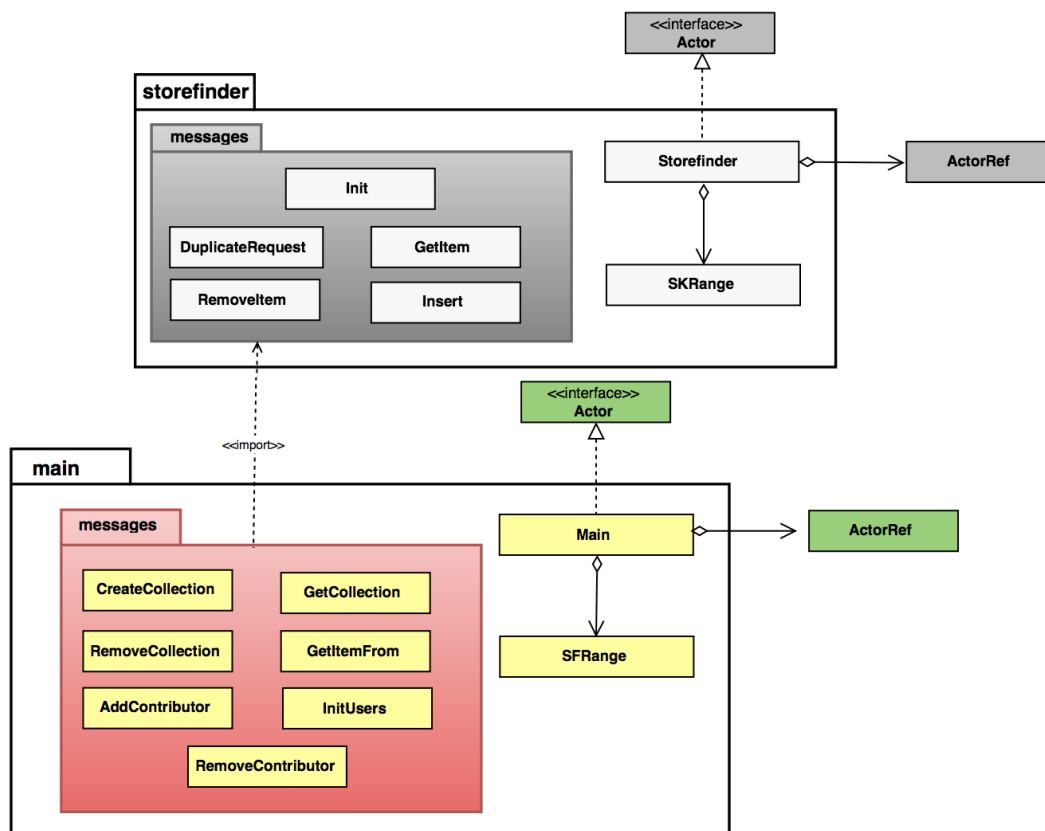 <<interface>>
Actor
storefinder
messages
Init
DuplicateRequest
GetItem
RemoveItem
Insert
Storefinder
ActorRef
SKRange
<<interface>>
Actor
<<import>>
main
messages
CreateCollection
GetCollection
RemoveCollection
GetItemFrom
AddContributor
InitUsers
RemoveContributor
Main
ActorRef
SFRange